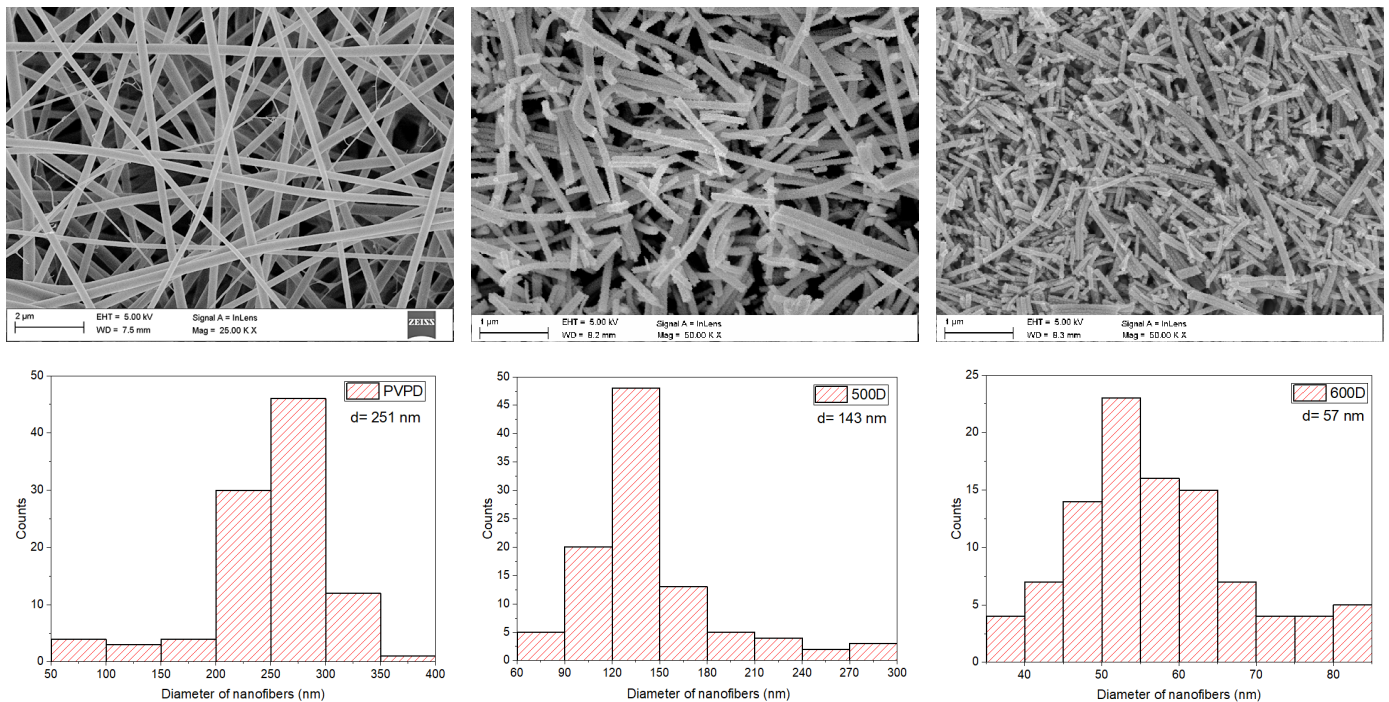 2 µm
EHT = 5.00 kV
Signal A = InLens
WD = 7.5 mm
Mag = 25.00 K X
ZEISS
1 µm
EHT = 5.00 kV
Signal A = InLens
WD = 8.2 mm
Mag = 50.00 K X
1 µm
EHT = 5.00 kV
Signal A = InLens
WD = 8.3 mm
Mag = 50.00 K X
50
40
30
20
10
0
Counts
PVPD
d= 251 nm
50 100 150 200 250 300 350 400
Diameter of nanofibers (nm)
50
45
40
35
30
25
20
15
10
5
0
Counts
500D
d= 143 nm
60 90 120 150 180 210 240 270 300
Diameter of nanofibers (nm)
25
20
15
10
5
0
Counts
600D
d= 57 nm
40 50 60 70 80
Diameter of nanofibers (nm)